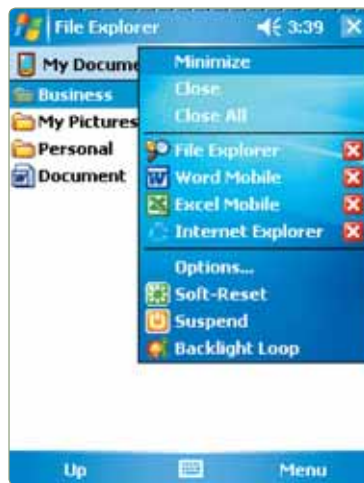 File Explorer 3:39
My Docume
Business
My Pictures
Personal
Document
Minimize
Close
Close All
File Explorer
Word Mobile
Excel Mobile
Internet Explorer
Options...
Soft-Reset
Suspend
Backlight Loop
Up Menu